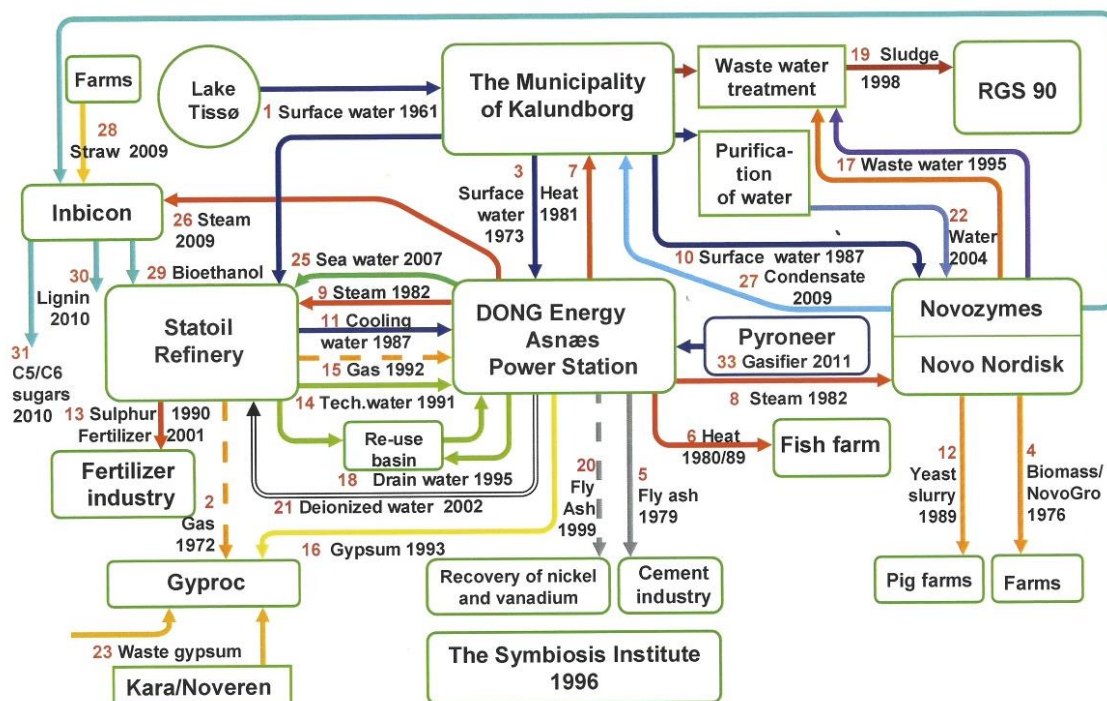 Farms
Lake
Tissø
The Municipality
of Kalundborg
Waste water
treatment
19 Sludge
1998
RGS 90
1 Surface water 1961
28
Straw 2009
Purifica-
tion
of water
17 Waste water 1995
Inbicon
26 Steam
2009
3
Surface
water
1973
7
Heat
1981
22
Water
2004
10 Surface water 1987
27 Condensate
2009
25 Sea water 2007
30
Lignin
2010
29 Bioethanol
9 Steam 1982
Statoil
Refinery
11 Cooling
water 1987
DONG Energy
Asnæs
Power Station
Pyroneer
33 Gasifier 2011
Novozymes
Novo Nordisk
31
C5/C6
sugars
2010
15 Gas 1992
14 Tech.water 1991
8 Steam 1982
13 Sulphur 1990
Fertilizer 2001
Fertilizer
industry
Re-use
basin
18 Drain water 1995
21 Deionized water 2002
6 Heat
1980/89
Fish farm
2
Gas
1972
20
Fly
Ash
1999
5
Fly ash
1979
12
Yeast
slurry
1989
4
Biomass/
NovoGro
1976
16 Gypsum 1993
Gyproc
Recovery of nickel
and vanadium
Cement
industry
Pig farms
Farms
23 Waste gypsum
Kara/Noveren
The Symbiosis Institute
1996